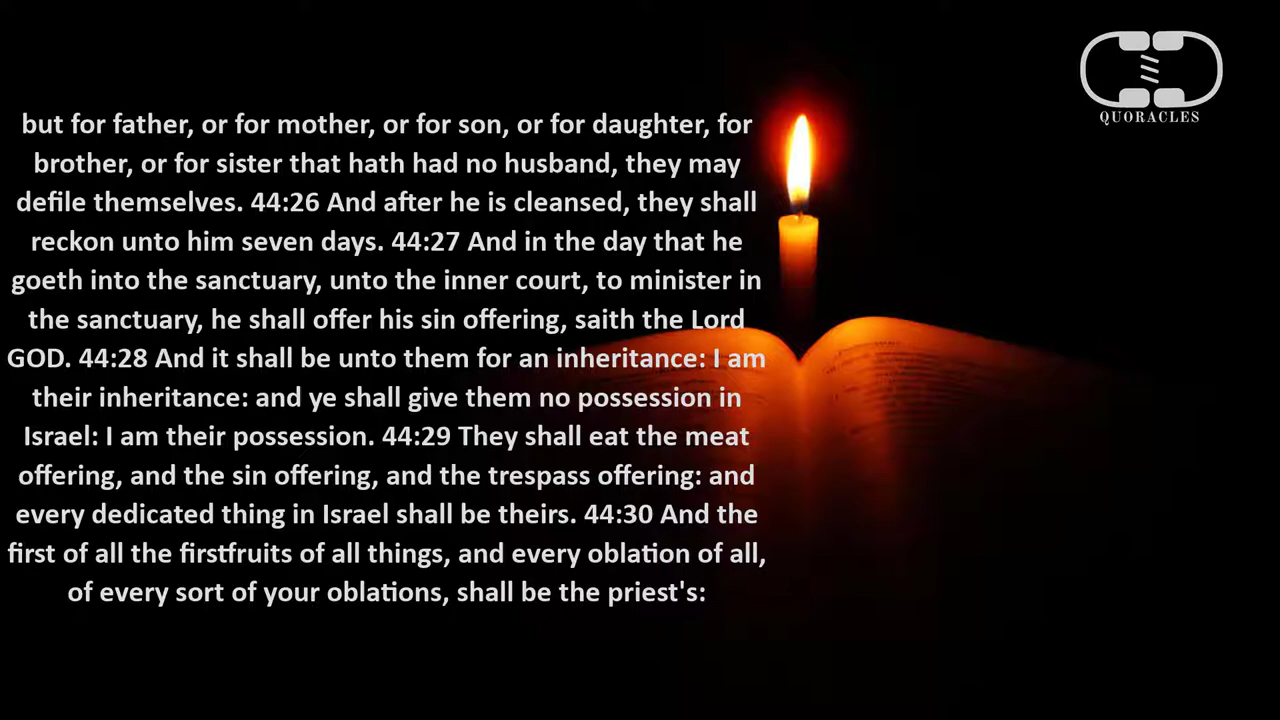 QUORACLES
but for father, or for mother, or for son, or for daughter, for
brother, or for sister that hath had no husband, they may
defile themselves. 44:26 And after he is cleansed, they shall
reckon unto him seven days. 44:27 And in the day that he
goeth into the sanctuary, unto the inner court, to minister in
the sanctuary, he shall offer his sin offering, saith the Lord
GOD. 44:28 And it shall be unto them for an inheritance: I am
their inheritance: and ye shall give them no possession in
Israel: I am their possession. 44:29 They shall eat the meat
offering, and the sin offering, and the trespass offering: and
every dedicated thing in Israel shall be theirs. 44:30 And the
first of all the firstfruits of all things, and every oblation of all,
of every sort of your oblations, shall be the priest's: